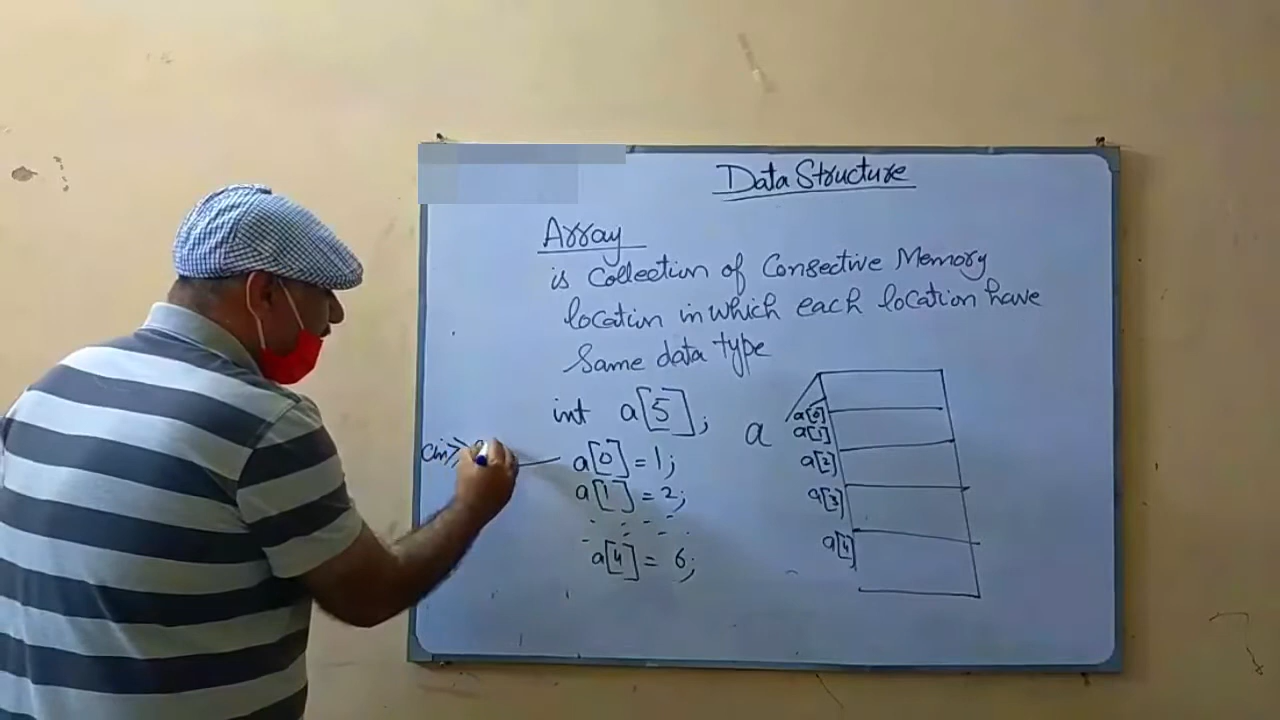 Data Structure
Array
is Collection of Consective Memory
location in which each location have
Same data type
int a[5];
a[0] = 1;
a[1] = 2;
a[4] = 6;
Cin>>
a
a[0]
a[1]
a[2]
a[3]
a[4]